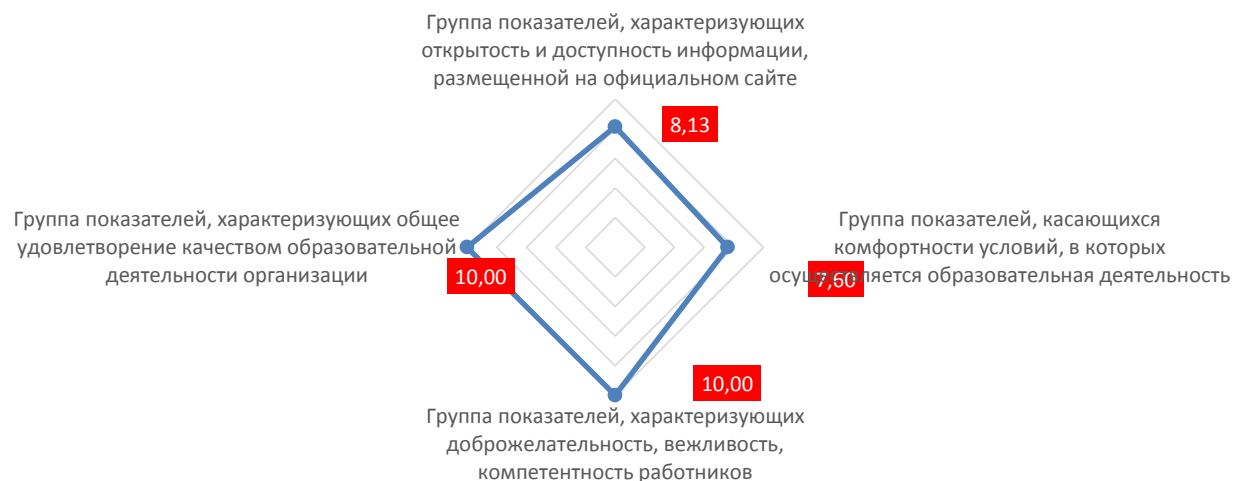 Группа показателей, характеризующих
открытость и доступность информации,
размещенной на официальном сайте
8,13
Группа показателей, характеризующих общее
удовлетворение качеством образовательной
деятельности организации
10,00
Группа показателей, касающихся
комфортности условий, в которых
осуществляется образовательная деятельность
7,60
10,00
Группа показателей, характеризующих
доброжелательность, вежливость,
компетентность работников